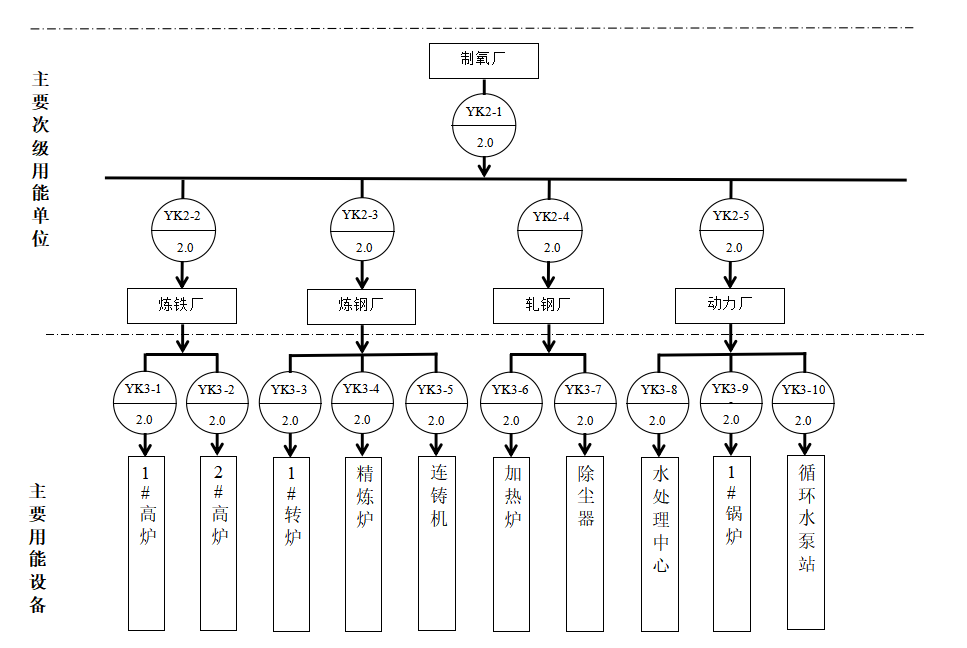 主要次级用能单位
制氧厂
YK2-1
2.0
YK2-2
2.0
YK2-3
2.0
YK2-4
2.0
YK2-5
2.0
炼铁厂
炼钢厂
轧钢厂
动力厂
主要用能设备
YK3-1
2.0
YK3-2
2.0
YK3-3
2.0
YK3-4
2.0
YK3-5
2.0
YK3-6
2.0
YK3-7
2.0
YK3-8
2.0
YK3-9
2.0
YK3-10
2.0
1#高炉
2#高炉
1#转炉
精炼炉
连铸机
加热炉
除尘器
水处理中心
1#锅炉
循环水泵站